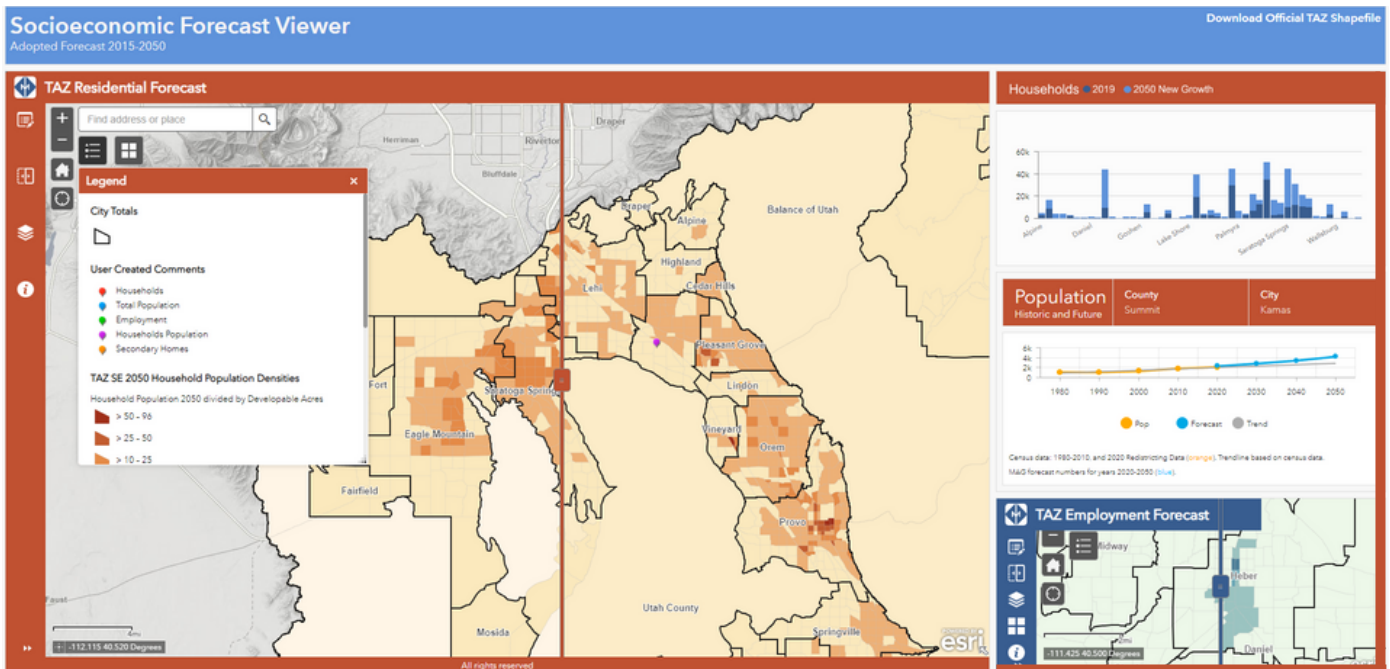 Socioeconomic Forecast Viewer
Adopted Forecast 2015-2050
Download Official TAZ Shapefile
TAZ Residential Forecast
Find address or place
Legend
City Totals
User Created Comments
Households
Total Population
Employment
Households Population
Secondary Homes
TAZ SE 2050 Household Population Densities
Household Population 2050 divided by Developable Acres
> 50 - 96
> 25 - 50
> 10 - 25
Herriman
Riverton
Draper
Bluffdale
Draper
Alpine
Balance of Utah
Highland
Lehi
Cedar Hills
Pleasant Grove
Fort
Saratoga Spring
Lindon
Vineyard
Orem
Eagle Mountain
Fairfield
Provo
Faust
Utah County
Mosida
Springville
4mi
-112.115 40.520 Degrees
esri
All rights reserved
Households 2019 2050 New Growth
60k
40k
20k
0
Alpine Daniel Goshen Lake Shore Palmyra Saratoga Springs Wallsburg
Population
Historic and Future
County
Summit
City
Kamas
6k
4k
2k
0
1980 1990 2000 2010 2020 2030 2040 2050
Pop Forecast Trend
Census data: 1980-2010, and 2020 Redistricting Data (orange). Trendline based on census data.
MAG forecast numbers for years 2020-2050 (blue).
TAZ Employment Forecast
Midway
Heber
Daniel
2mi
-111.425 40.500 Degrees